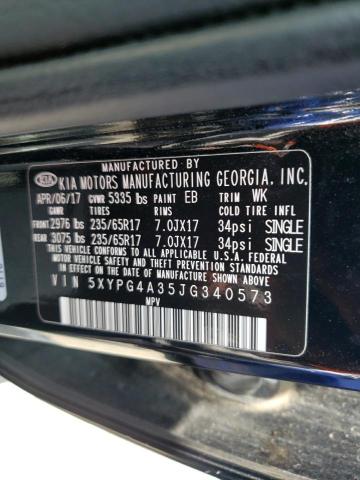 MANUFACTURED BY
KIA KIA MOTORS MANUFACTURING GEORGIA, INC.
APR/06/17 GVWR 5335 lbs PAINT EB TRIM WK
GAWR TIRES RIMS COLD TIRE INFL
FRONT 2976 lbs 235/65R17 7.0JX17 34psi SINGLE
REAR 3075 lbs 235/65R17 7.0JX17 34psi SINGLE
THIS VEHICLE CONFORMS TO ALL APPLICABLE U.S.A FEDERAL
MOTOR VEHICLE SAFETY AND THEFT PREVENTION STANDARDS
IN EFFECT ON THE DATE OF MANUFACTURE SHOWN ABOVE.
VIN 5XYPG4A35JG340573
MPV